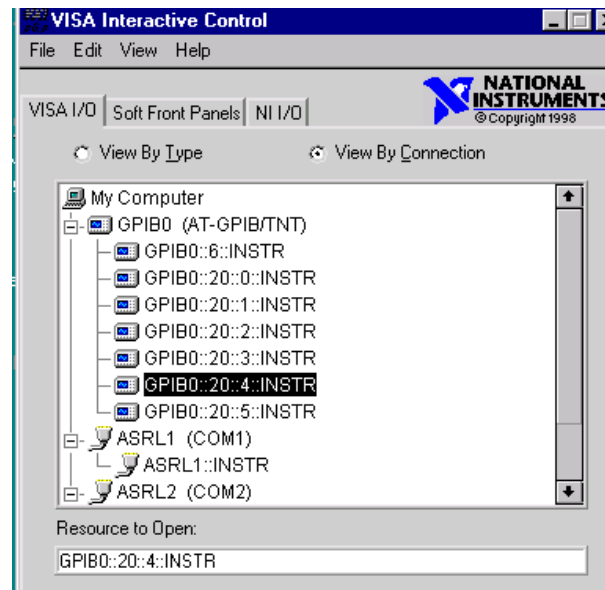 VISA Interactive Control
File Edit View Help
NATIONAL
INSTRUMENTS
© Copyright 1998
VISA I/O Soft Front Panels NI I/O
View By Type View By Connection
My Computer
GPIB0 (AT-GPIB/TNT)
GPIB0::6::INSTR
GPIB0::20::0::INSTR
GPIB0::20::1::INSTR
GPIB0::20::2::INSTR
GPIB0::20::3::INSTR
GPIB0::20::4::INSTR
GPIB0::20::5::INSTR
ASRL1 (COM1)
ASRL1::INSTR
ASRL2 (COM2)
Resource to Open:
GPIB0::20::4::INSTR